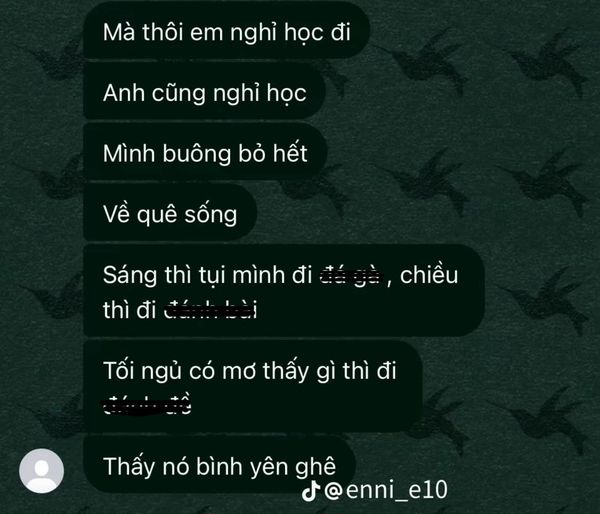 Mà thôi em nghỉ học đi
Anh cũng nghỉ học
Mình buông bỏ hết
Về quê sống
Sáng thì tụi mình đi đá gà , chiều
thì đi đánh bài
Tối ngủ có mơ thấy gì thì đi
đánh đề
Thấy nó bình yên ghê
@enni_e10